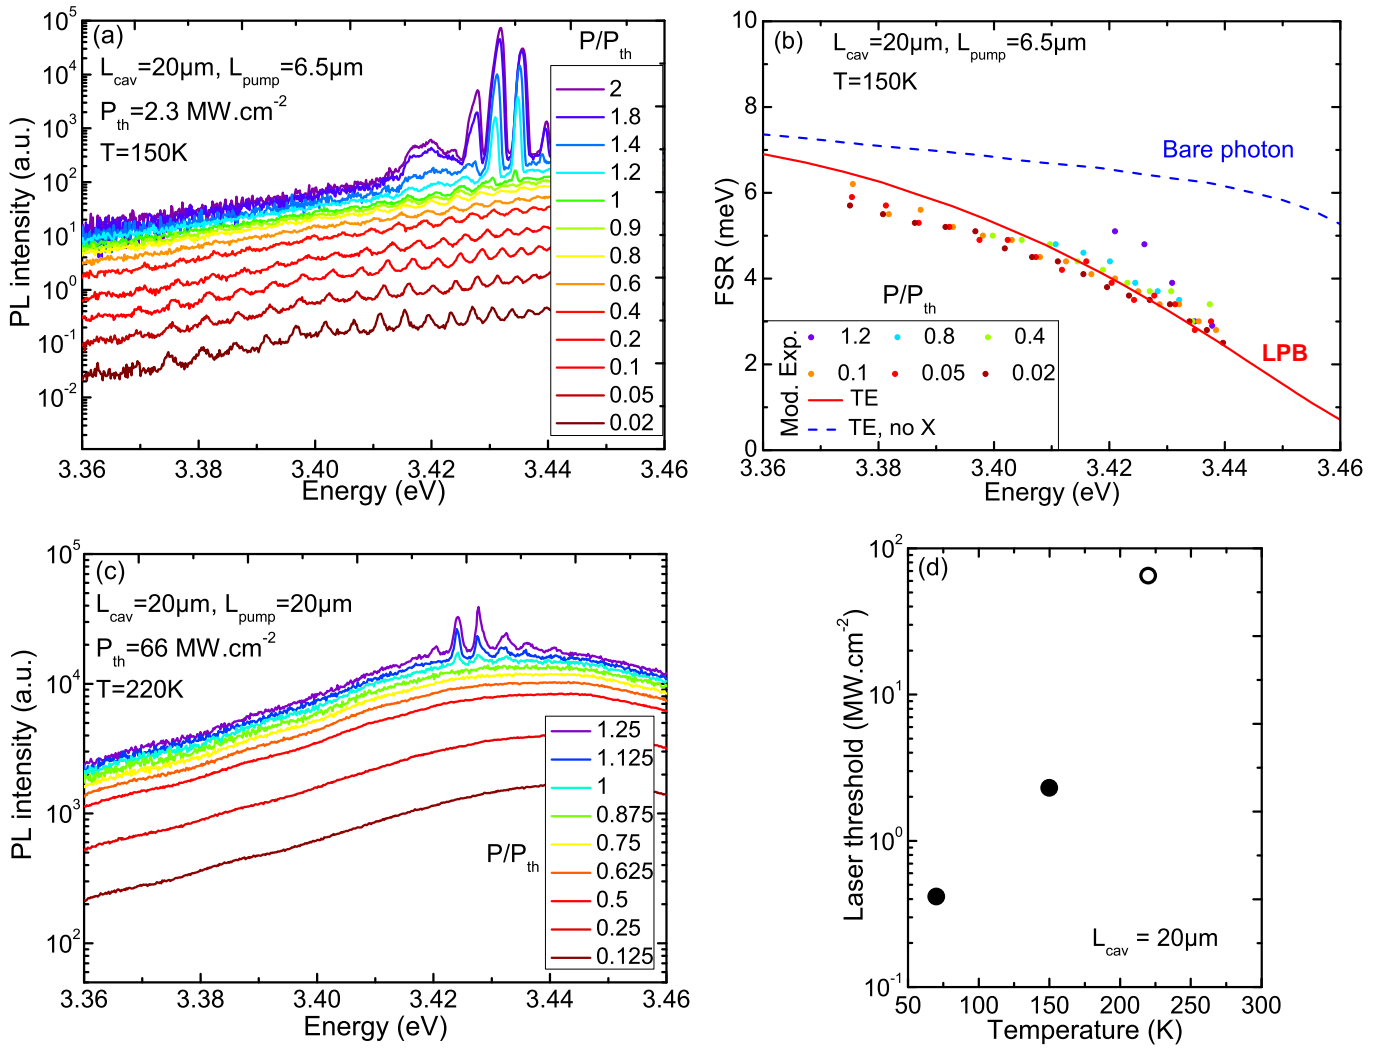 (a)
L_cav=20µm, L_pump=6.5µm
P_th=2.3 MW.cm^-2
T=150K
P/P_th
2
1.8
1.4
1.2
1
0.9
0.8
0.6
0.4
0.2
0.1
0.05
0.02
10^5
10^4
10^3
10^2
10^1
10^0
10^-1
10^-2
PL intensity (a.u.)
3.36 3.38 3.40 3.42 3.44 3.46
Energy (eV)
(b)
L_cav=20µm, L_pump=6.5µm
T=150K
Bare photon
LPB
P/P_th
Mod. Exp.
1.2 0.8 0.4
0.1 0.05 0.02
TE
TE, no X
10
8
6
4
2
0
FSR (meV)
3.36 3.38 3.40 3.42 3.44 3.46
Energy (eV)
(c)
L_cav=20µm, L_pump=20µm
P_th=66 MW.cm^-2
T=220K
P/P_th
1.25
1.125
1
0.875
0.75
0.625
0.5
0.25
0.125
10^5
10^4
10^3
10^2
PL intensity (a.u.)
3.36 3.38 3.40 3.42 3.44 3.46
Energy (eV)
(d)
L_cav = 20µm
10^2
10^1
10^0
10^-1
Laser threshold (MW.cm^-2)
50 100 150 200 250 300
Temperature (K)